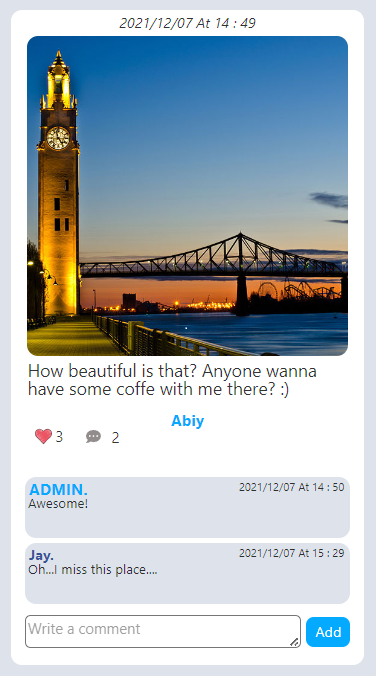 2021/12/07 At 14 : 49
How beautiful is that? Anyone wanna
have some coffe with me there? :)
Abiy
3 2
ADMIN. 2021/12/07 At 14 : 50
Awesome!
Jay. 2021/12/07 At 15 : 29
Oh...I miss this place....
Write a comment Add